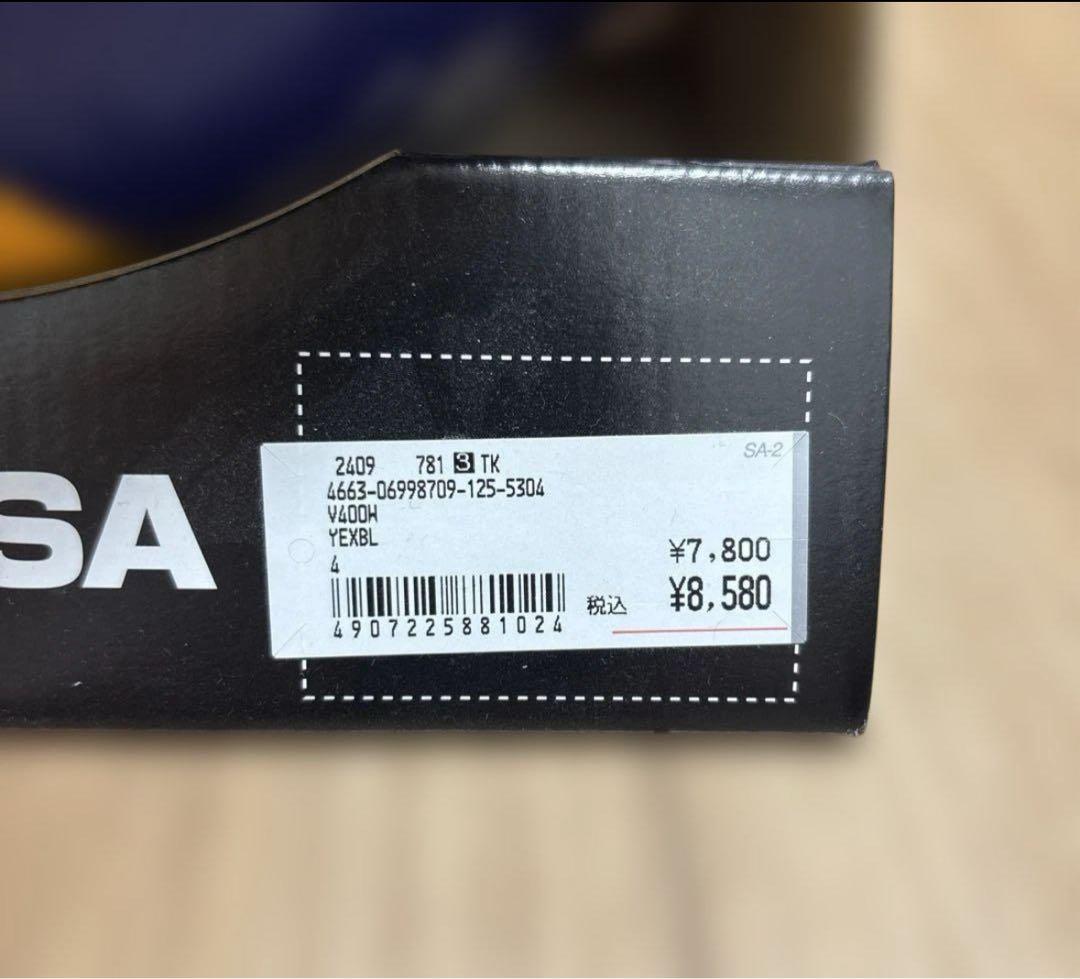 SA
SA-2
2409 781 3 TK
4663-06998709-125-5304
V400W
YEXBL
4
¥7,800
税込 ¥8,580
4907225881024